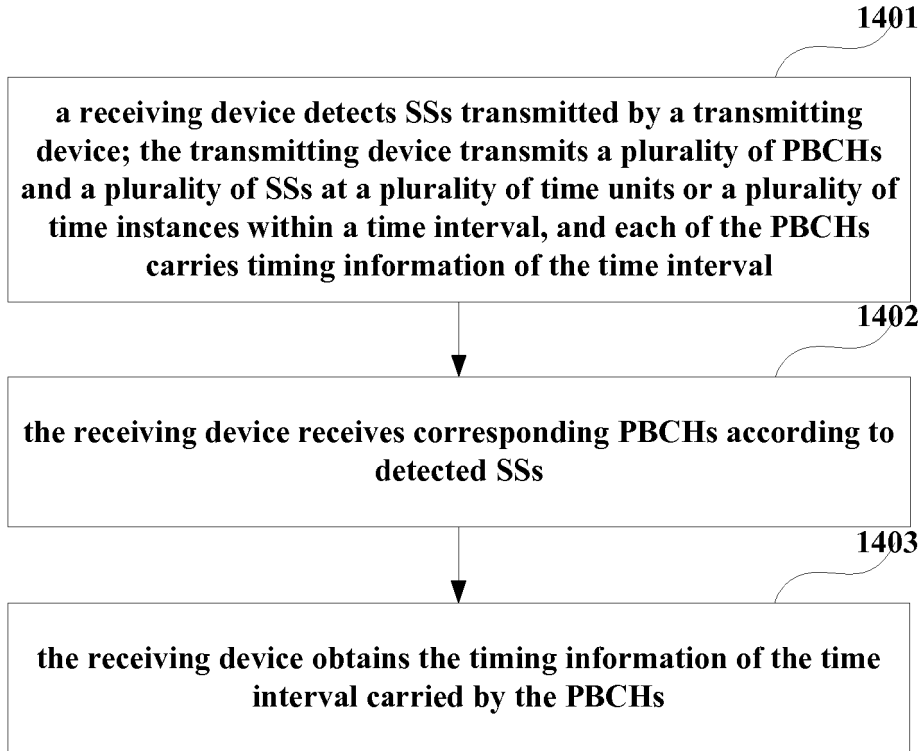 1401
a receiving device detects SSs transmitted by a transmitting
device; the transmitting device transmits a plurality of PBCHs
and a plurality of SSs at a plurality of time units or a plurality of
time instances within a time interval, and each of the PBCHs
carries timing information of the time interval
1402
the receiving device receives corresponding PBCHs according to
detected SSs
1403
the receiving device obtains the timing information of the time
interval carried by the PBCHs